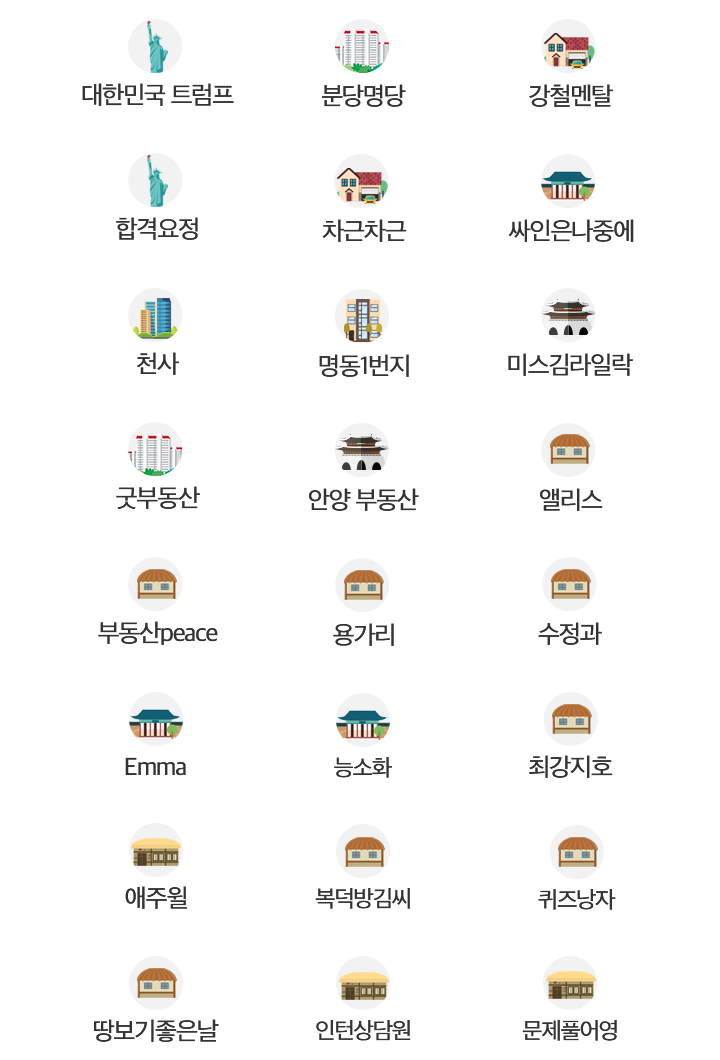 대한민국 트럼프
분당명당
강철멘탈
합격요정
차근차근
싸인은나중에
천사
명동1번지
미스김라일락
굿부동산
안양 부동산
앨리스
부동산peace
용가리
수정과
Emma
능소화
최강지호
애주윌
복덕방김씨
퀴즈낭자
땅보기좋은날
인턴상담원
문제풀어영